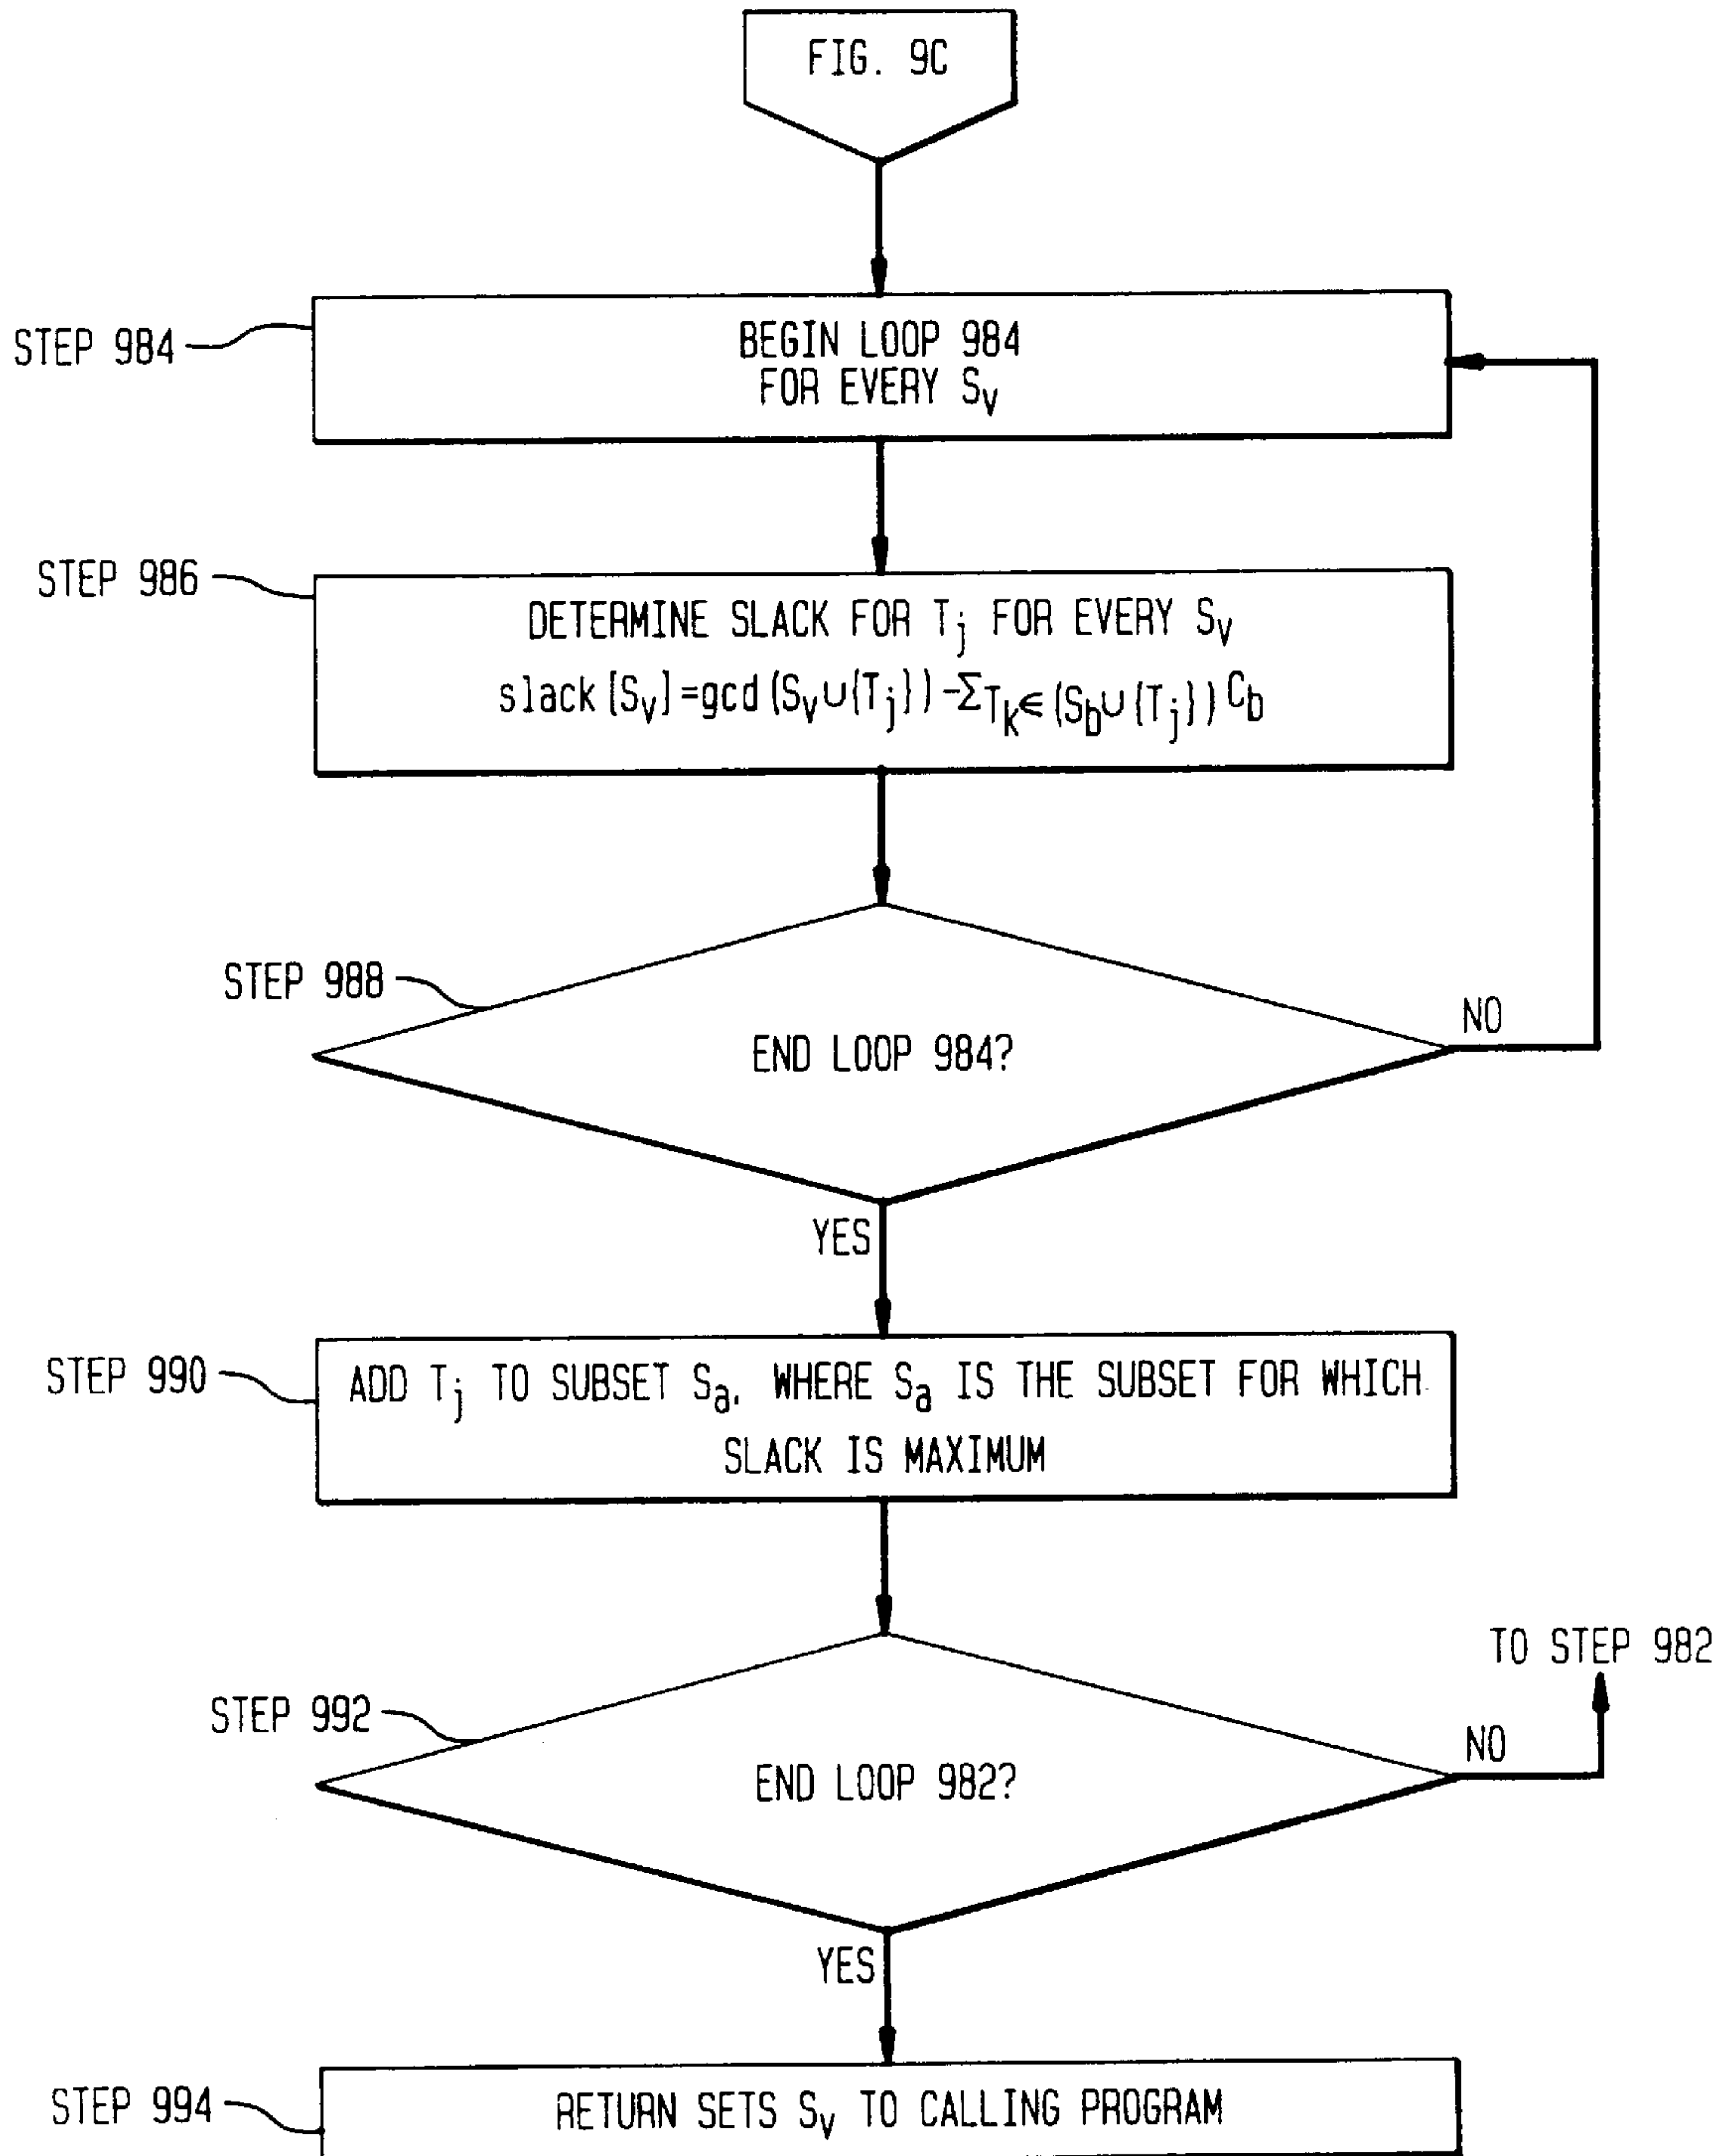 FIG. 9C
STEP 984
BEGIN LOOP 984
FOR EVERY Sv
STEP 986
DETERMINE SLACK FOR Tj FOR EVERY Sv
slack[Sv]=gcd(Sv∪{Tj})-ΣTk∈(Sb∪{Tj})Cb
STEP 988
END LOOP 984?
NO
YES
STEP 990
ADD Tj TO SUBSET Sa, WHERE Sa IS THE SUBSET FOR WHICH
SLACK IS MAXIMUM
TO STEP 982
STEP 992
END LOOP 982?
NO
YES
STEP 994
RETURN SETS Sv TO CALLING PROGRAM